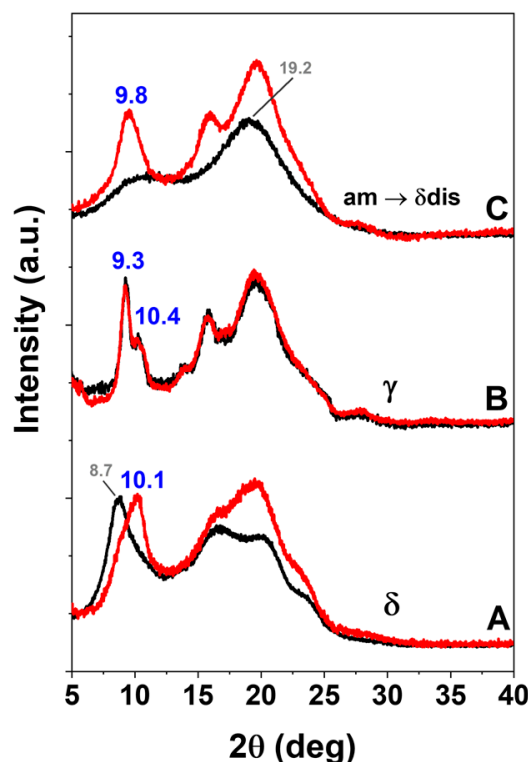 19.2
9.8
am → δdis
C
9.3
10.4
γ
B
8.7
10.1
δ
A
Intensity (a.u.)
5 10 15 20 25 30 35 40
2θ (deg)